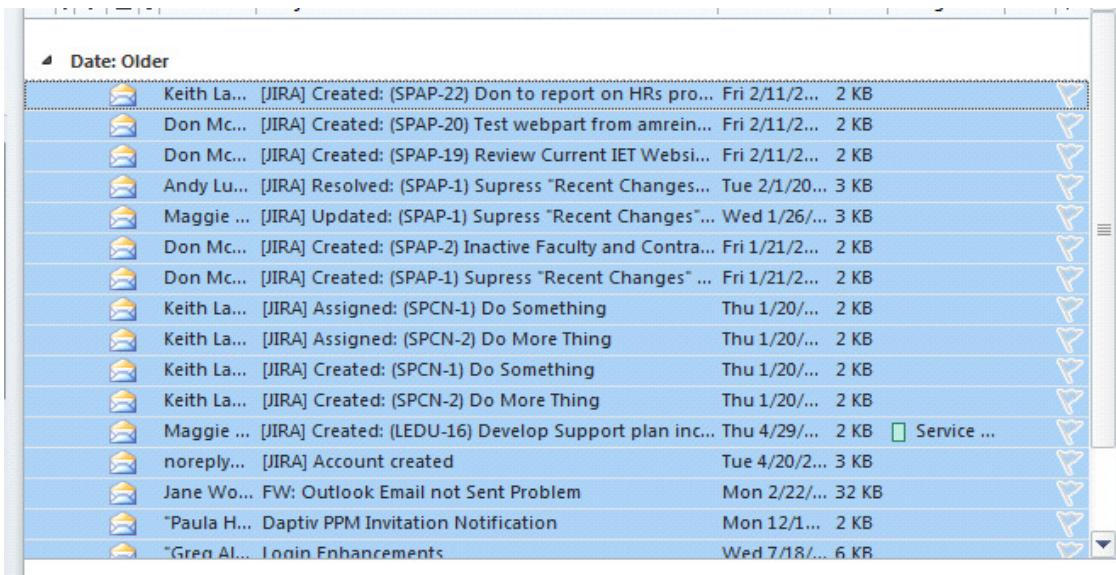 Date: Older
Keith La... [JIRA] Created: (SPAP-22) Don to report on HRs pro... Fri 2/11/2... 2 KB
Don Mc... [JIRA] Created: (SPAP-20) Test webpart from amrein... Fri 2/11/2... 2 KB
Don Mc... [JIRA] Created: (SPAP-19) Review Current IET Websi... Fri 2/11/2... 2 KB
Andy Lu... [JIRA] Resolved: (SPAP-1) Supress "Recent Changes... Tue 2/1/20... 3 KB
Maggie ... [JIRA] Updated: (SPAP-1) Supress "Recent Changes"... Wed 1/26/... 3 KB
Don Mc... [JIRA] Created: (SPAP-2) Inactive Faculty and Contra... Fri 1/21/2... 2 KB
Don Mc... [JIRA] Created: (SPAP-1) Supress "Recent Changes" ... Fri 1/21/2... 2 KB
Keith La... [JIRA] Assigned: (SPCN-1) Do Something Thu 1/20/... 2 KB
Keith La... [JIRA] Assigned: (SPCN-2) Do More Thing Thu 1/20/... 2 KB
Keith La... [JIRA] Created: (SPCN-1) Do Something Thu 1/20/... 2 KB
Keith La... [JIRA] Created: (SPCN-2) Do More Thing Thu 1/20/... 2 KB
Maggie ... [JIRA] Created: (LEDU-16) Develop Support plan inc... Thu 4/29/... 2 KB Service ...
noreply... [JIRA] Account created Tue 4/20/2... 3 KB
Jane Wo... FW: Outlook Email not Sent Problem Mon 2/22/... 32 KB
"Paula H... Daptiv PPM Invitation Notification Mon 12/1... 2 KB
"Greg Al... Login Enhancements Wed 7/18/... 6 KB